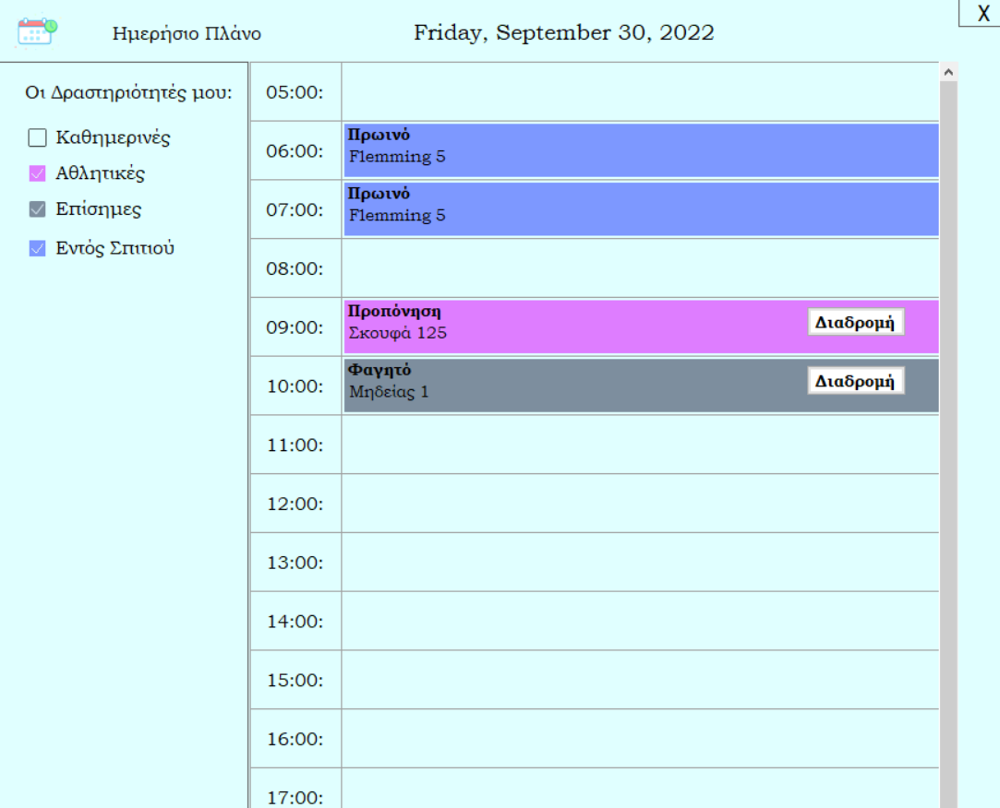 Ημερήσιο Πλάνο
Friday, September 30, 2022
X
Οι Δραστηριότητές μου:
Καθημερινές
Αθλητικές
Επίσημες
Εντός Σπιτιού
05:00:
06:00:
Πρωινό
Flemming 5
07:00:
Πρωινό
Flemming 5
08:00:
09:00:
Προπόνηση
Σκουφά 125
Διαδρομή
10:00:
Φαγητό
Μηδείας 1
Διαδρομή
11:00:
12:00:
13:00:
14:00:
15:00:
16:00:
17:00: